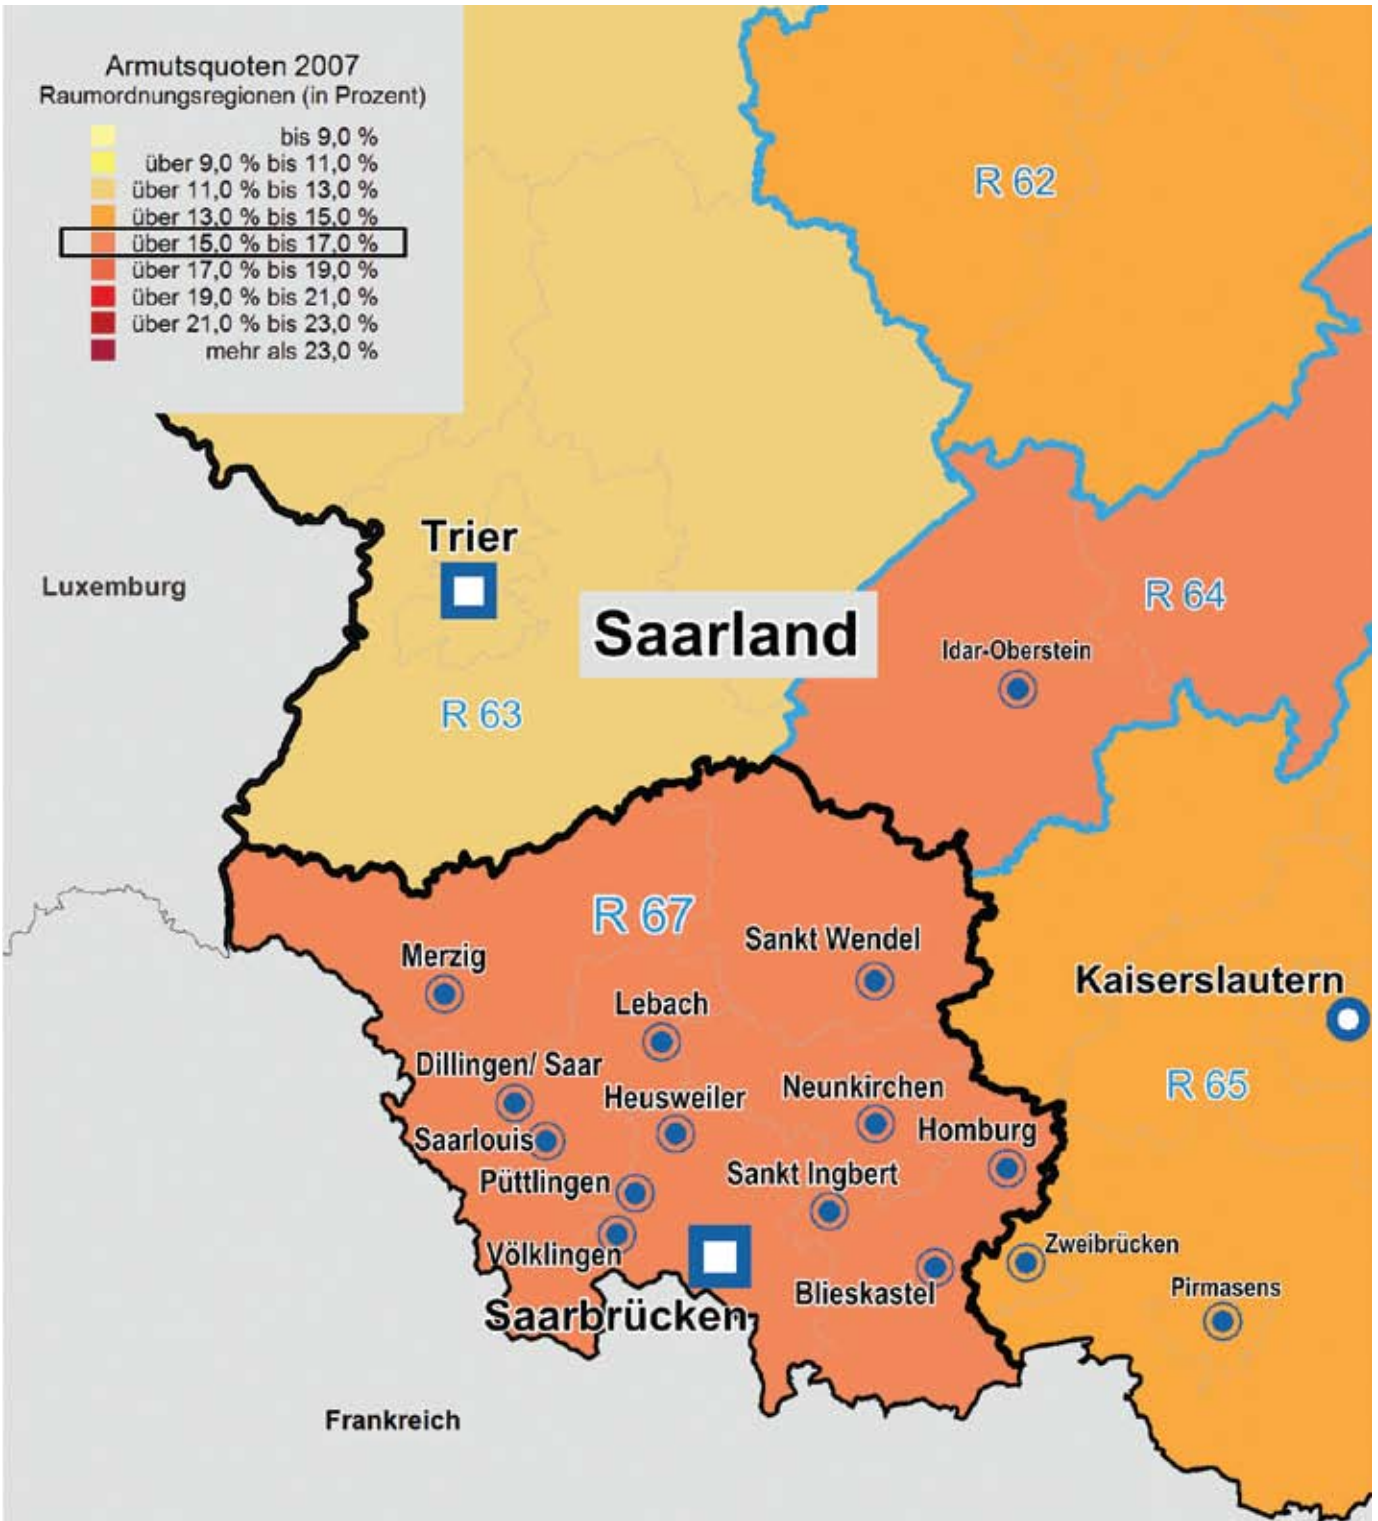 Armutsquoten 2007
Raumordnungsregionen (in Prozent)
bis 9,0 %
über 9,0 % bis 11,0 %
über 11,0 % bis 13,0 %
über 13,0 % bis 15,0 %
über 15,0 % bis 17,0 %
über 17,0 % bis 19,0 %
über 19,0 % bis 21,0 %
über 21,0 % bis 23,0 %
mehr als 23,0 %
R 62
Trier
Luxemburg
R 64
Saarland
Idar-Oberstein
R 63
R 67
Sankt Wendel
Merzig
Kaiserslautern
Lebach
Dillingen/ Saar
Neunkirchen
R 65
Heusweiler
Homburg
Saarlouis
Sankt Ingbert
Püttlingen
Zweibrücken
Völklingen
Pirmasens
Blieskastel
Saarbrücken
Frankreich